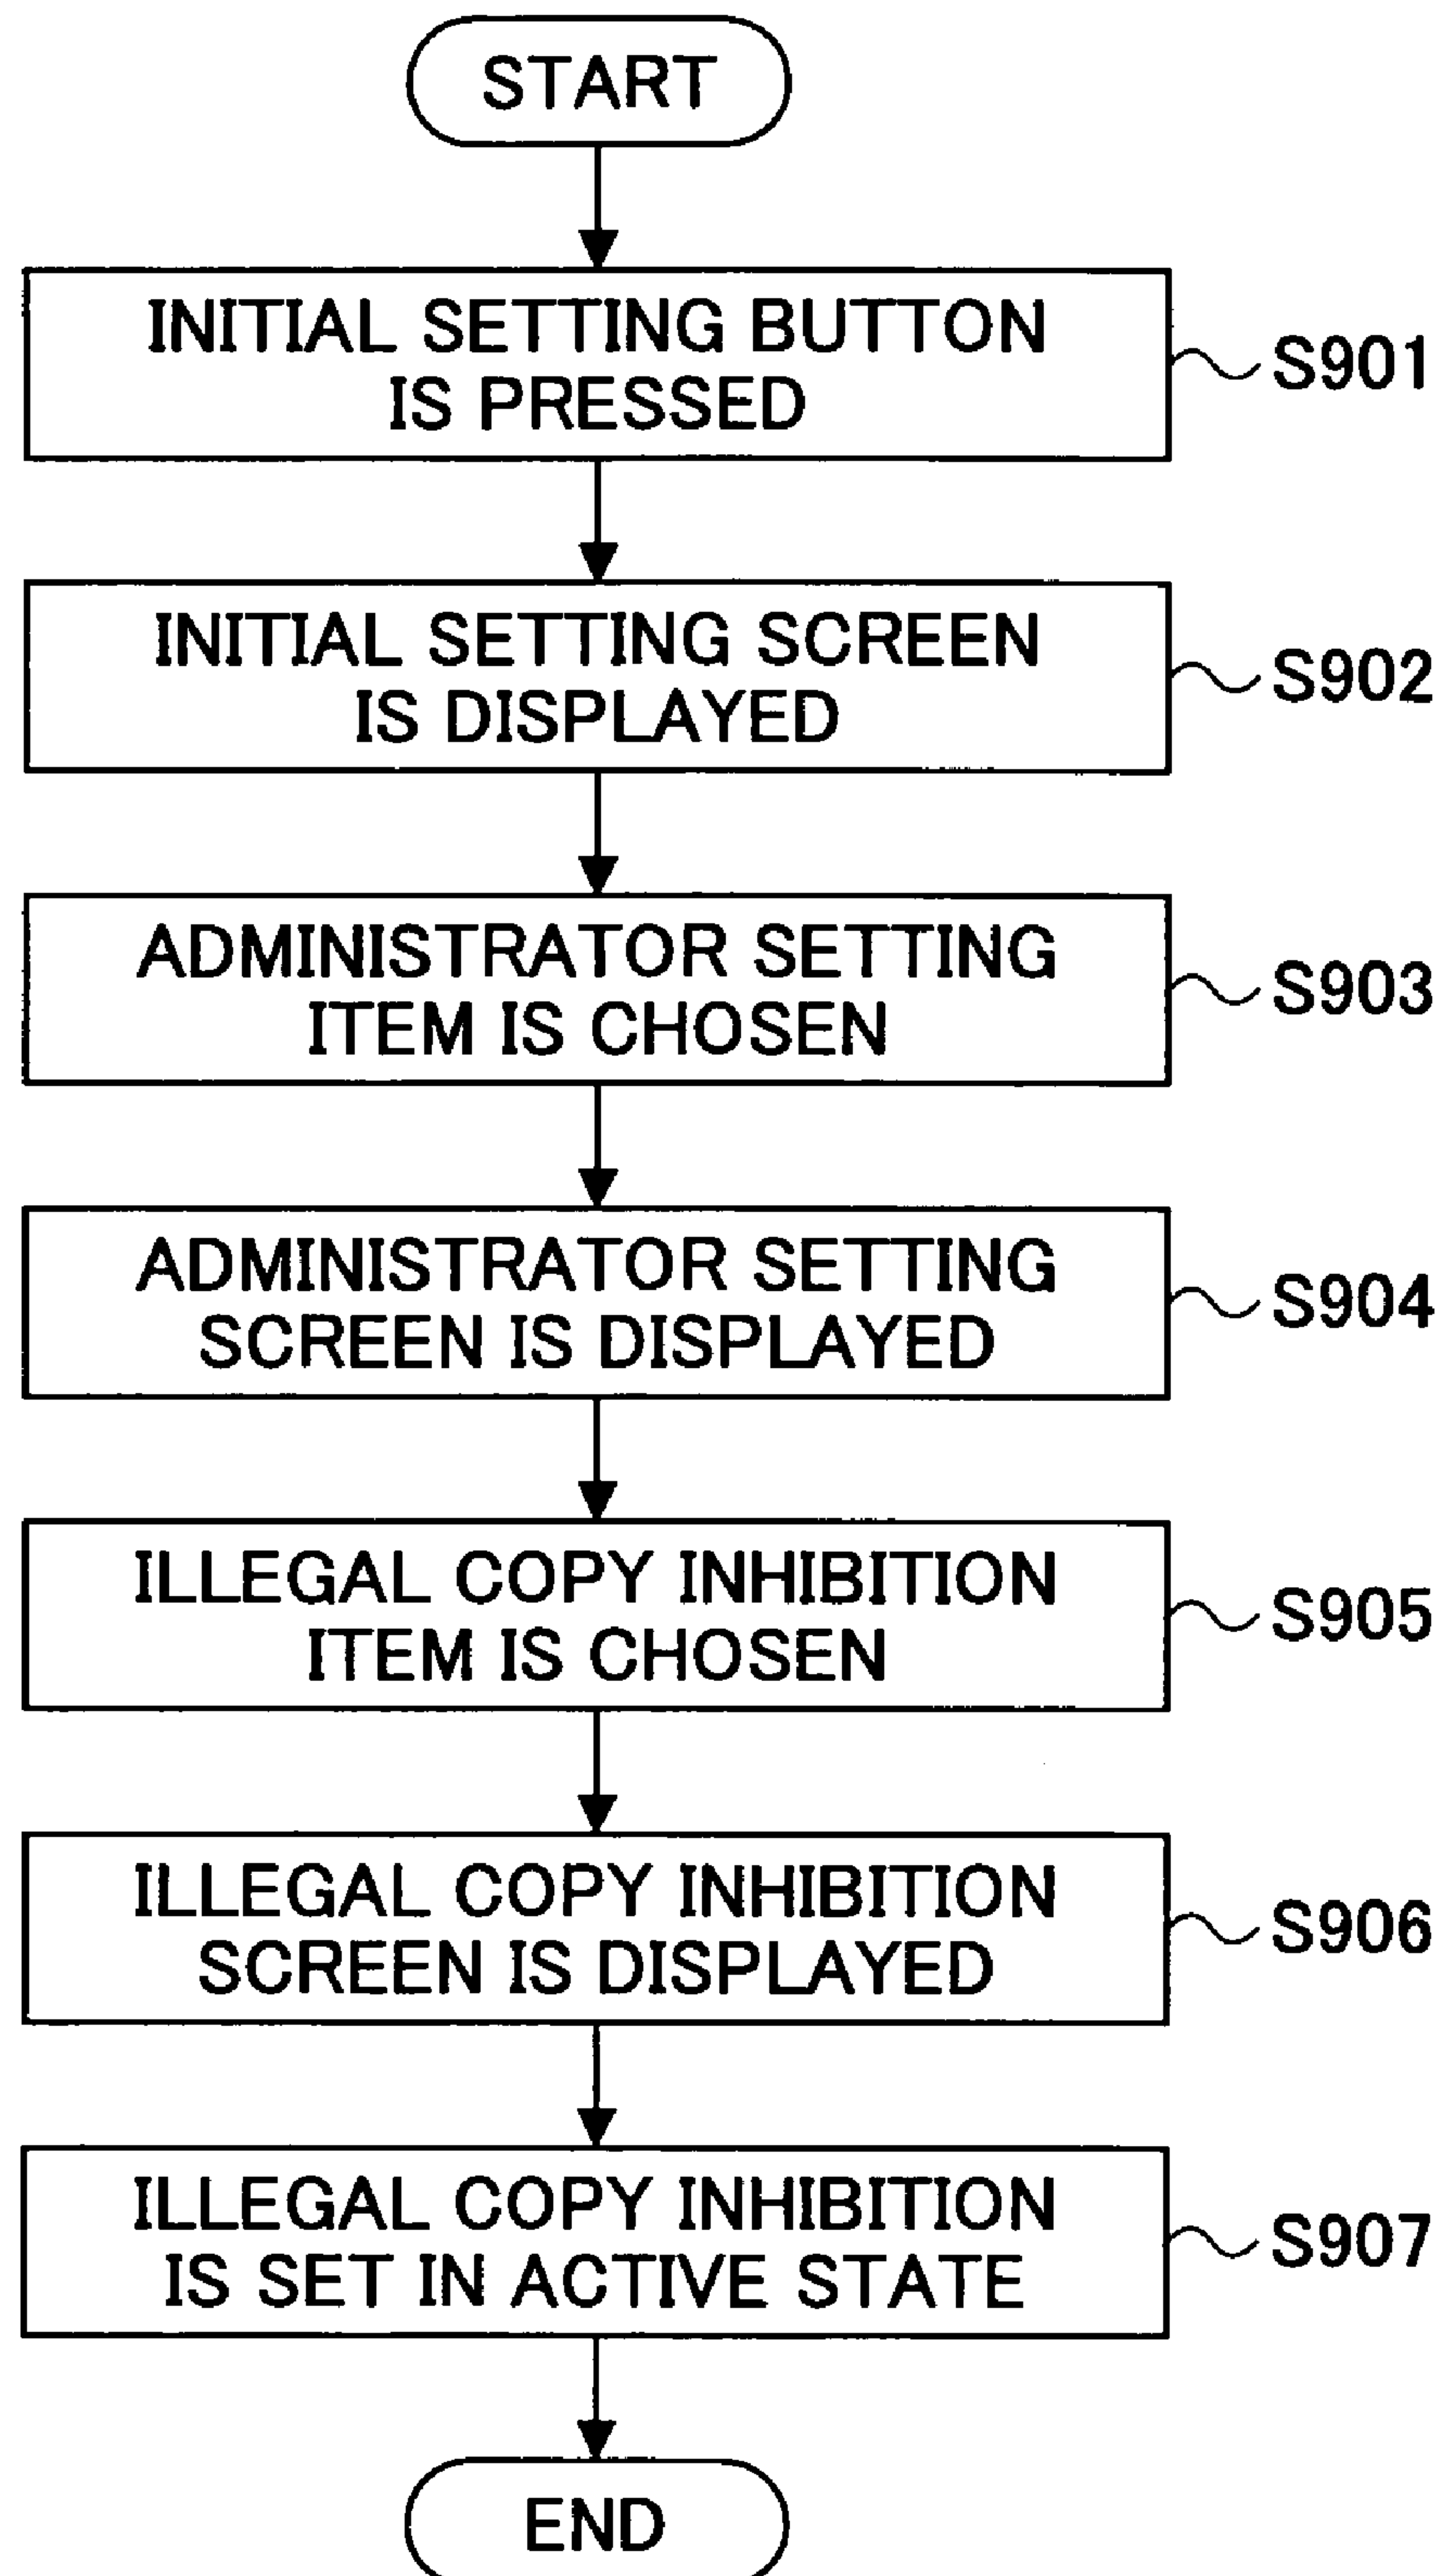 START
INITIAL SETTING BUTTON
IS PRESSED
S901
INITIAL SETTING SCREEN
IS DISPLAYED
S902
ADMINISTRATOR SETTING
ITEM IS CHOSEN
S903
ADMINISTRATOR SETTING
SCREEN IS DISPLAYED
S904
ILLEGAL COPY INHIBITION
ITEM IS CHOSEN
S905
ILLEGAL COPY INHIBITION
SCREEN IS DISPLAYED
S906
ILLEGAL COPY INHIBITION
IS SET IN ACTIVE STATE
S907
END